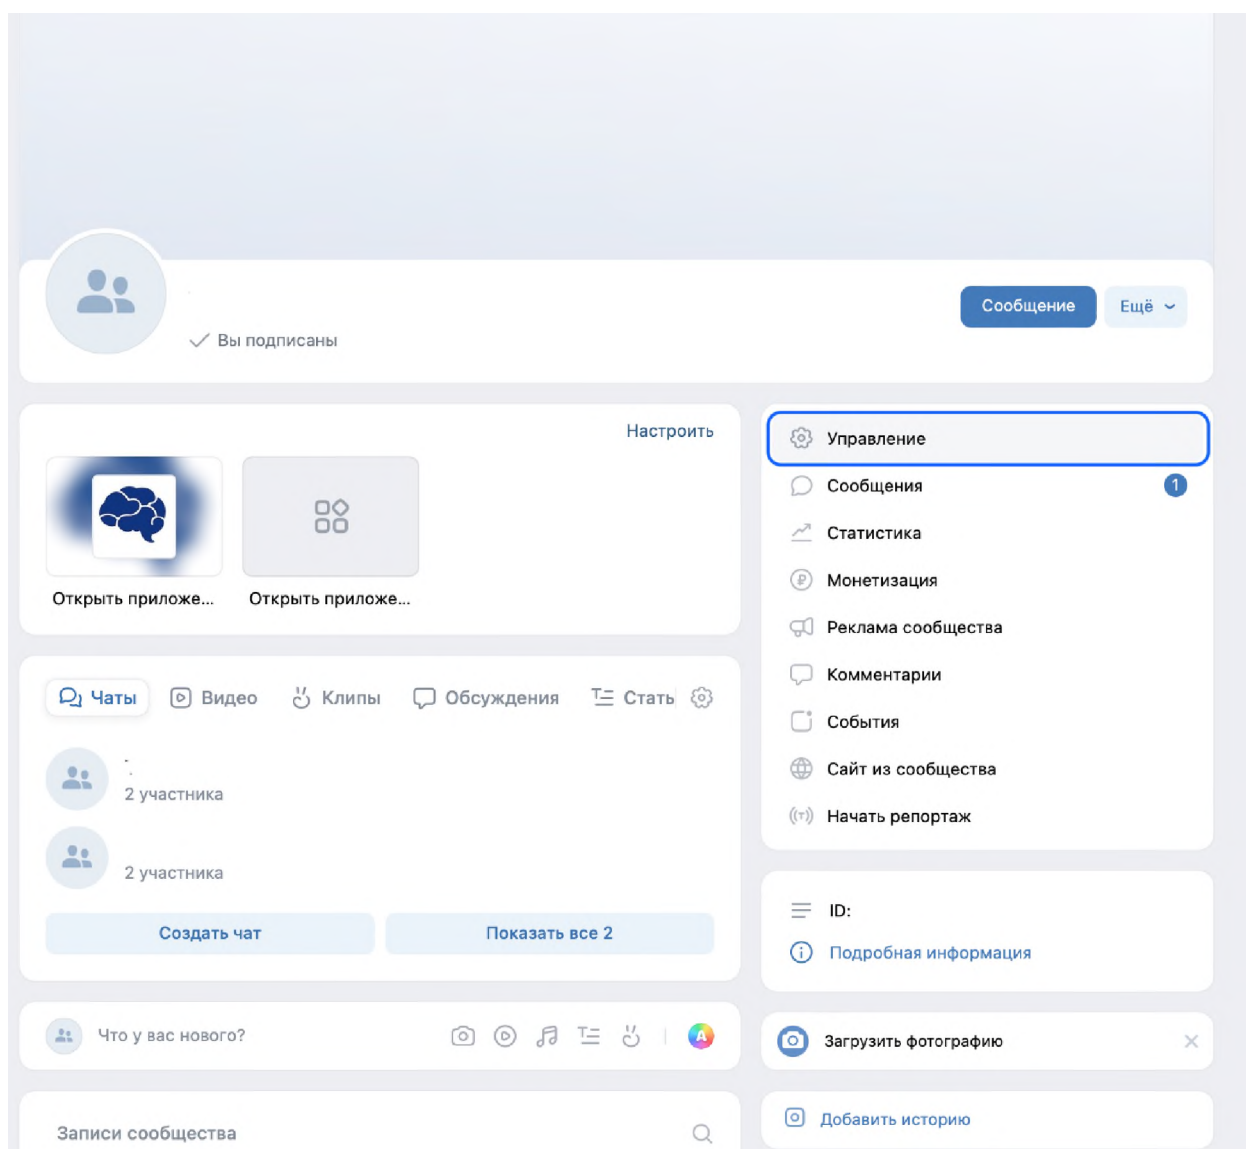 Сообщение
Ещё
Вы подписаны
Настроить
Открыть приложе...
Открыть приложе...
Чаты
Видео
Клипы
Обсуждения
Стать
2 участника
2 участника
Создать чат
Показать все 2
Что у вас нового?
Записи сообщества
Управление
Сообщения
1
Статистика
Монетизация
Реклама сообщества
Комментарии
События
Сайт из сообщества
Начать репортаж
ID:
Подробная информация
Загрузить фотографию
Добавить историю